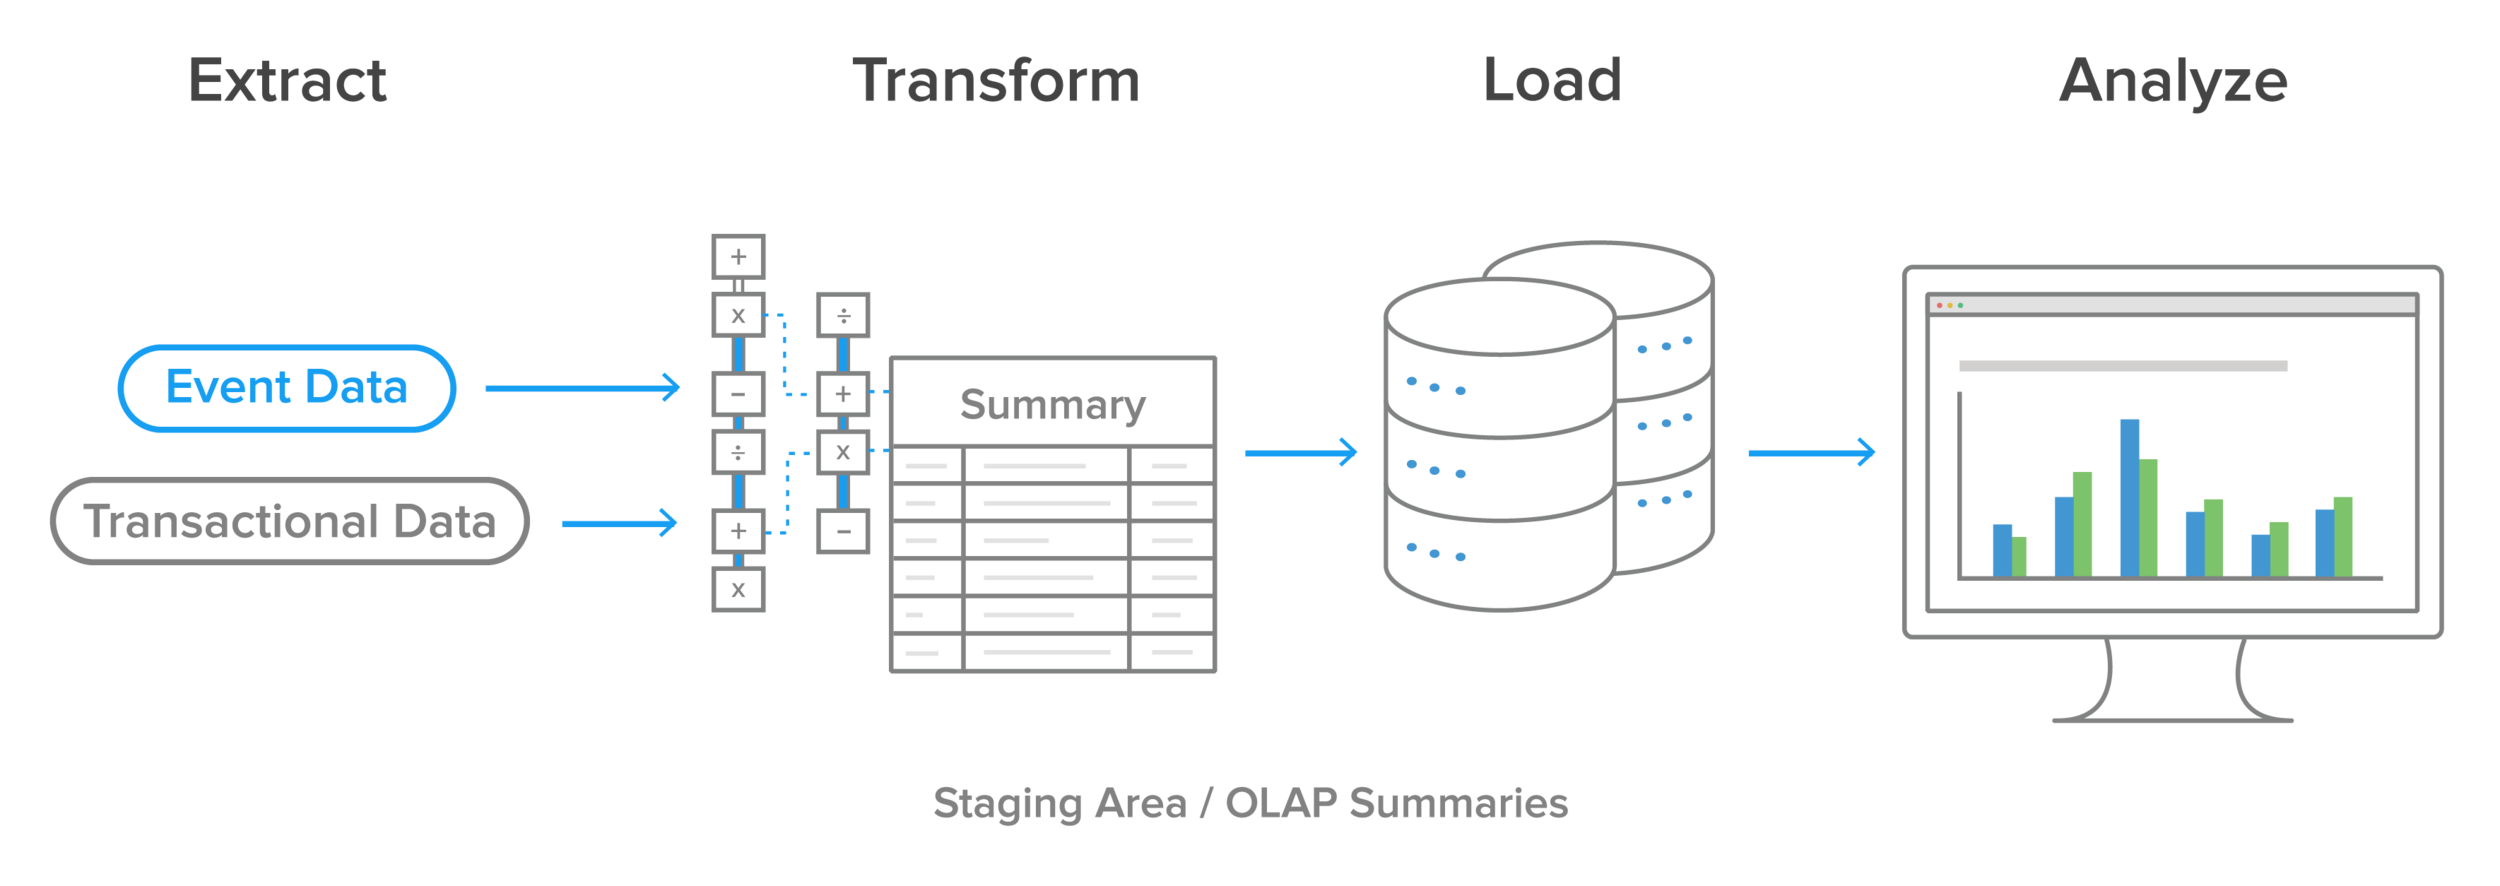 Extract
Transform
Load
Analyze
Event Data
Transactional Data
+
x
-
÷
+
x
÷
+
x
-
Summary
Staging Area / OLAP Summaries